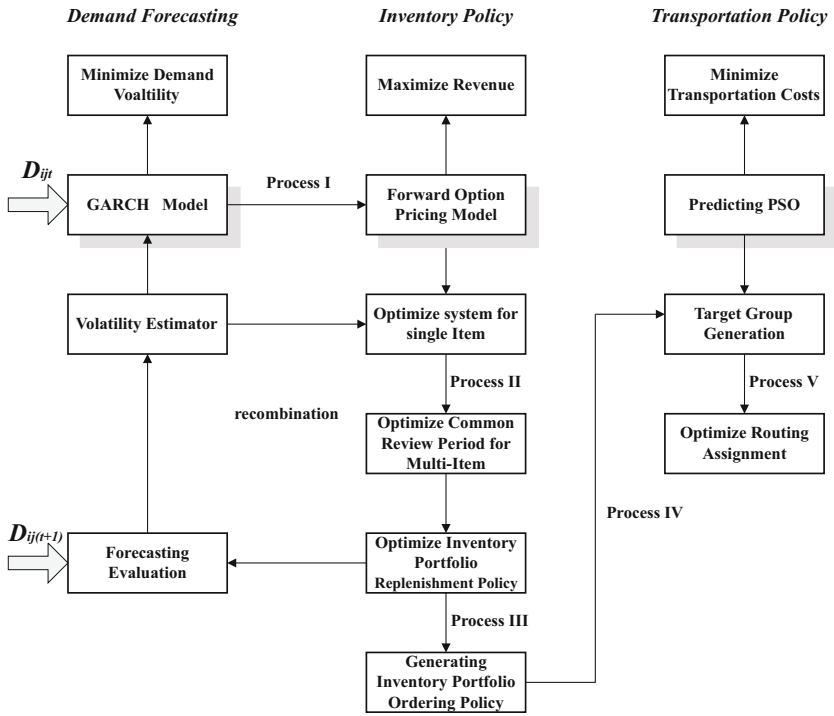 Demand Forecasting
Inventory Policy
Transportation Policy
Minimize Demand
Voaltility
Maximize Revenue
Minimize
Transportation Costs
Dijt
GARCH Model
Process I
Forward Option
Pricing Model
Predicting PSO
Volatility Estimator
Optimize system for
single Item
Target Group
Generation
Process II
Process V
recombination
Optimize Common
Review Period for
Multi-Item
Optimize Routing
Assignment
Process IV
Dij(t+1)
Forecasting
Evaluation
Optimize Inventory
Portfolio
Replenishment Policy
Process III
Generating
Inventory Portfolio
Ordering Policy